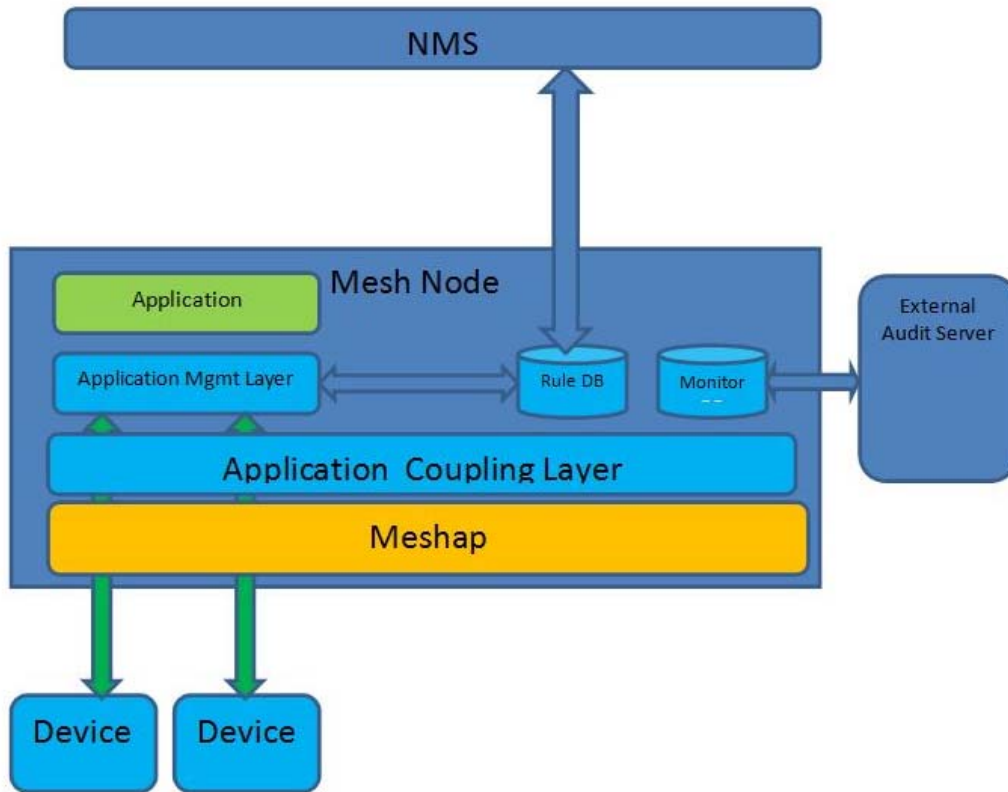 NMS
Mesh Node
Application
Application Mgmt Layer
Rule DB
Monitor
External
Audit Server
Application Coupling Layer
Meshap
Device
Device